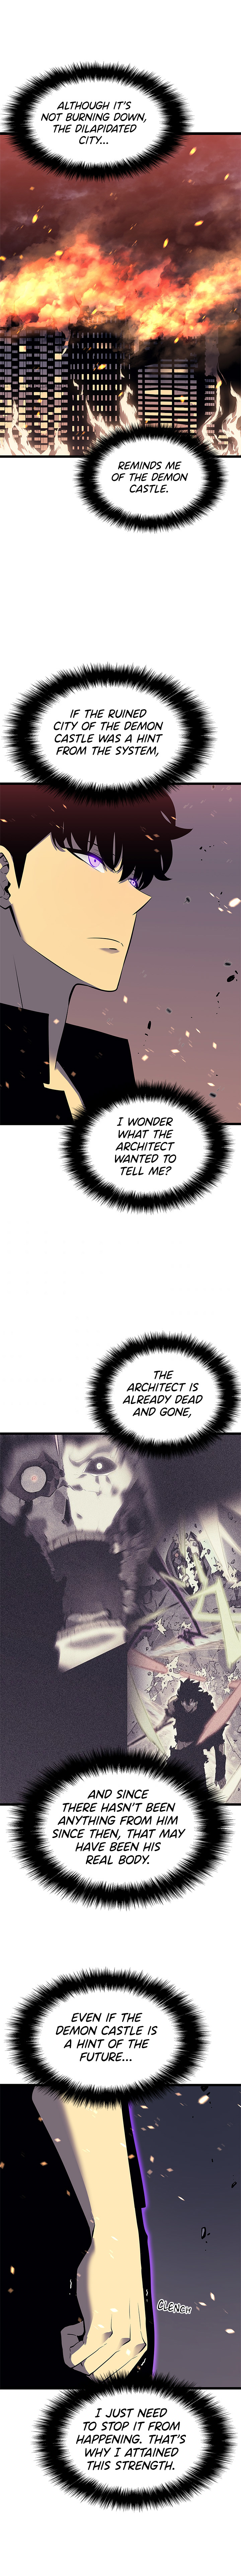 ALTHOUGH IT'S
NOT BURNING DOWN,
THE DILAPIDATED
CITY...
REMINDS ME
OF THE DEMON
CASTLE.
IF THE RUINED
CITY OF THE DEMON
CASTLE WAS A HINT
FROM THE SYSTEM,
I WONDER
WHAT THE
ARCHITECT
WANTED TO
TELL ME?
THE
ARCHITECT IS
ALREADY DEAD
AND GONE,
AND SINCE
THERE HASN'T BEEN
ANYTHING FROM HIM
SINCE THEN, THAT MAY
HAVE BEEN HIS
REAL BODY.
EVEN IF THE
DEMON CASTLE IS
A HINT OF THE
FUTURE...
CLENCH
I JUST NEED
TO STOP IT FROM
HAPPENING. THAT'S
WHY I ATTAINED
THIS STRENGTH.